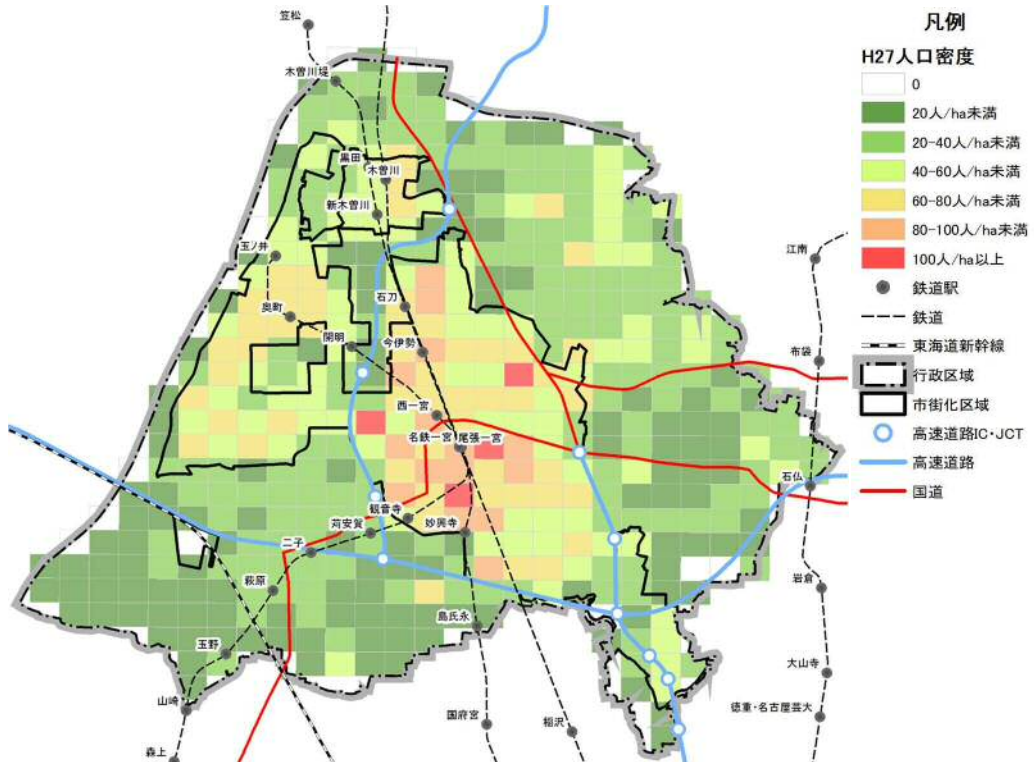 凡例
H27人口密度
0
20人/ha未満
20-40人/ha未満
40-60人/ha未満
60-80人/ha未満
80-100人/ha未満
100人/ha以上
鉄道駅
鉄道
東海道新幹線
行政区域
市街化区域
高速道路IC・JCT
高速道路
国道
笠松
木曽川堤
黒田
木曽川
新木曽川
玉ノ井
江南
石刀
奥町
開明
今伊勢
布袋
西一宮
名鉄一宮
尾張一宮
石仏
観音寺
苅安賀
妙興寺
二子
萩原
岩倉
島氏永
玉野
大山寺
山崎
国府宮
稲沢
徳重・名古屋芸大
森上